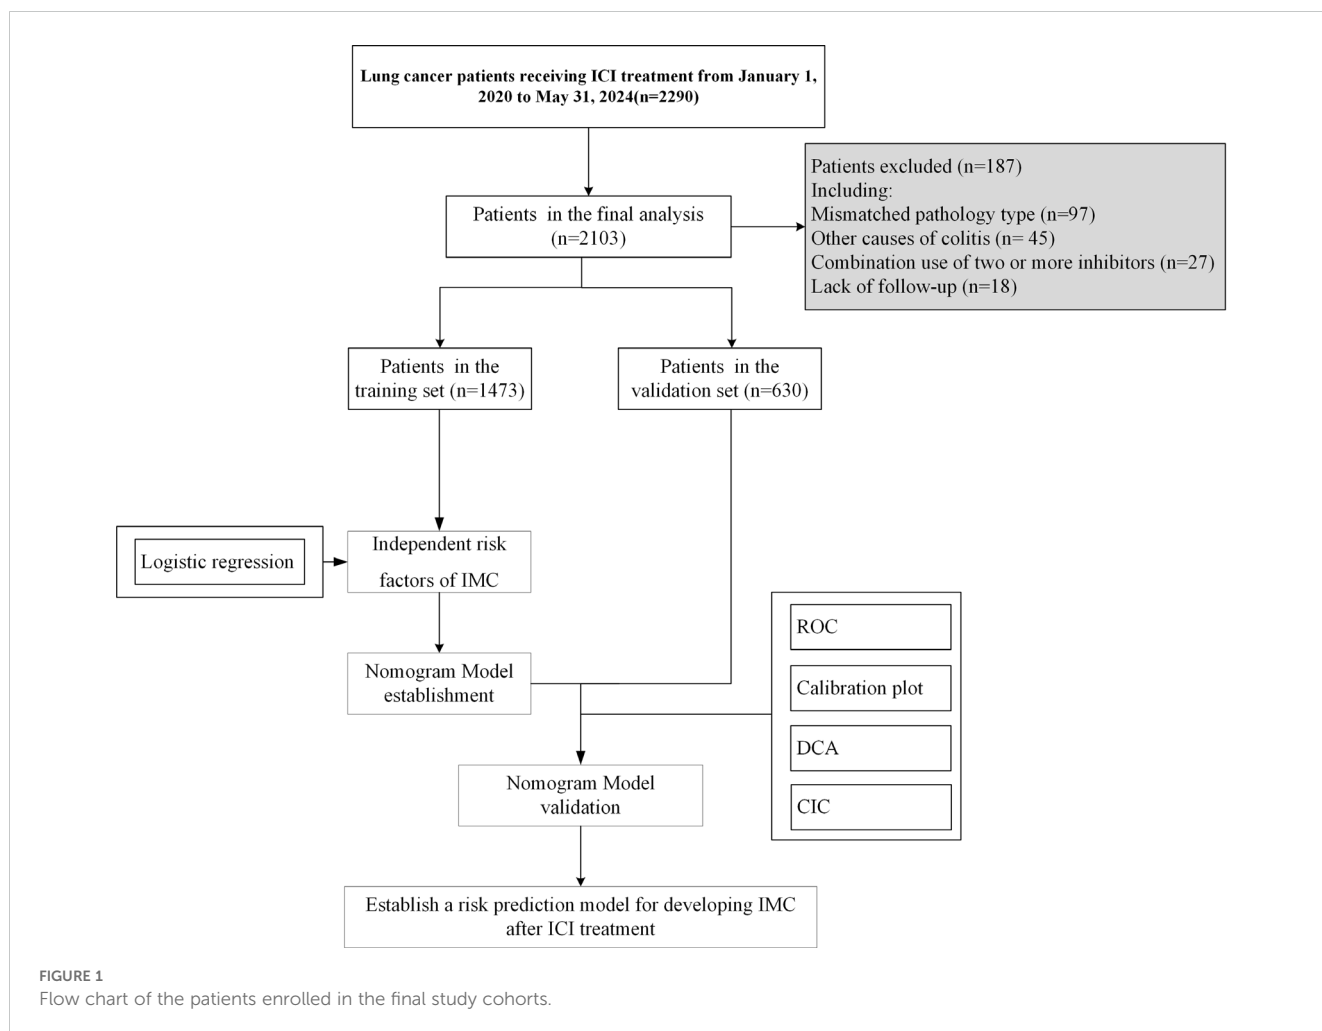 Lung cancer patients receiving ICI treatment from January 1,
2020 to May 31, 2024(n=2290)
Patients excluded (n=187)
Including:
Mismatched pathology type (n=97)
Other causes of colitis (n= 45)
Combination use of two or more inhibitors (n=27)
Lack of follow-up (n=18)
Patients in the final analysis
(n=2103)
Patients in the
training set (n=1473)
Patients in the
validation set (n=630)
Logistic regression
Independent risk
factors of IMC
Nomogram Model
establishment
ROC
Calibration plot
DCA
CIC
Nomogram Model
validation
Establish a risk prediction model for developing IMC
after ICI treatment
FIGURE 1
Flow chart of the patients enrolled in the final study cohorts.